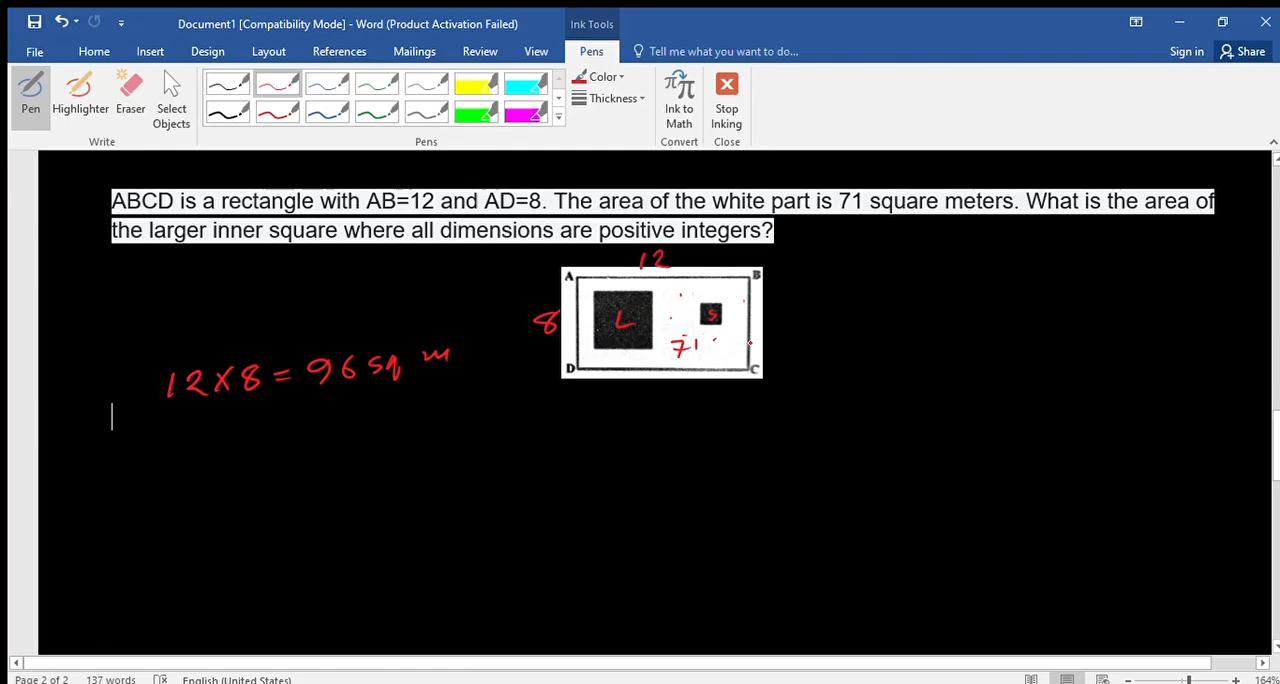 Document1 [Compatibility Mode] - Word (Product Activation Failed)
Ink Tools
File Home Insert Design Layout References Mailings Review View Pens Tell me what you want to do... Sign in Share
Pen Highlighter Eraser Select Objects
Color
Thickness
Ink to Math
Stop Inking
Write Pens Convert Close
ABCD is a rectangle with AB=12 and AD=8. The area of the white part is 71 square meters. What is the area of
the larger inner square where all dimensions are positive integers?
12
A B
8 L S
71
D C
12 X 8 = 96 sq m
Page 2 of 2 137 words English (United States) 164%